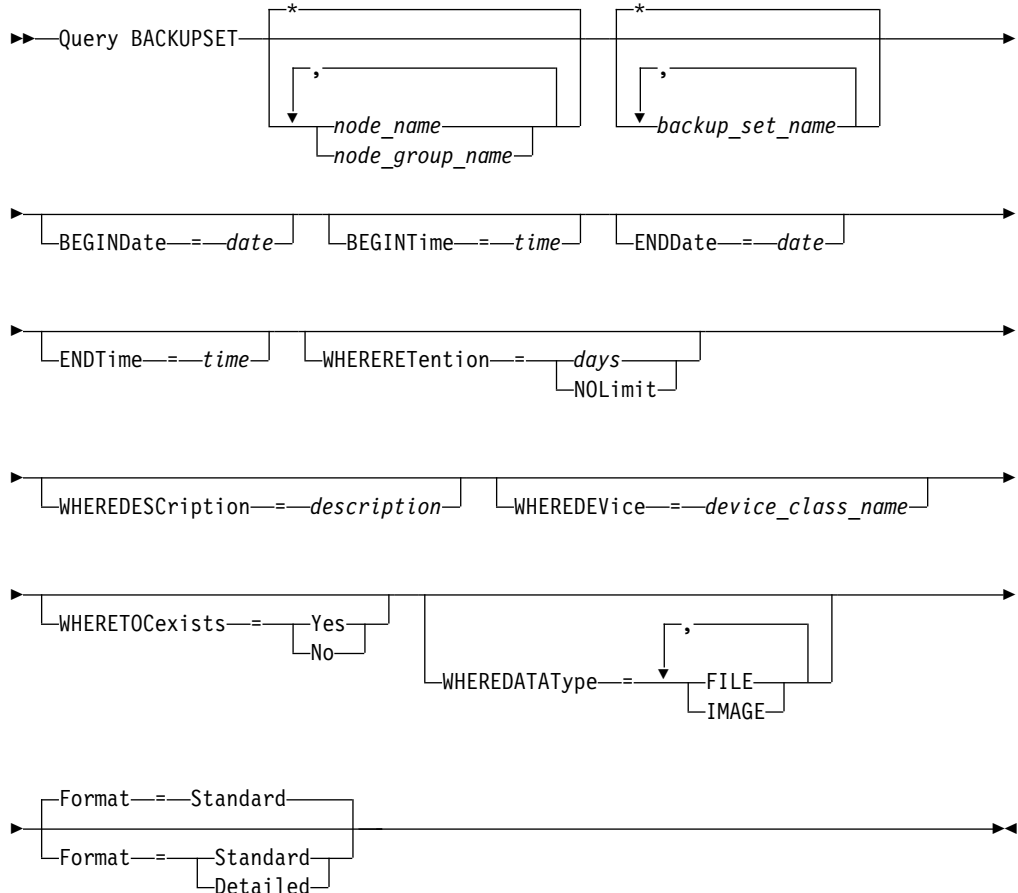 * *
Query BACKUPSET
, ,
node_name backup_set_name
node_group_name
BEGINDate = date BEGINTime = time ENDDate = date
ENDTime = time WHERERETention = days
NOLimit
WHEREDESCription = description WHEREDEVice = device_class_name
WHERETOCexists = Yes
No
,
WHEREDATAType = FILE
IMAGE
Format = Standard
Format = Standard
Detailed